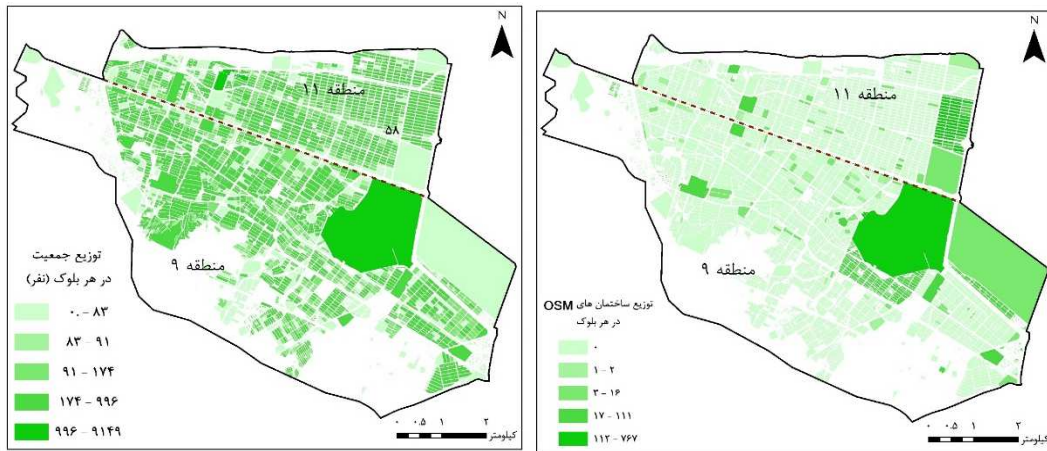 N
منطقه ۱۱
۵۸
منطقه ۹
توزیع جمعیت
در هر بلوک (نفر)
۰.-۸۳
۸۳-۹۱
۹۱-۱۷۴
۱۷۴-۹۹۶
۹۹۶-۹۱۴۹
۰ ۰.۵ ۱ ۲
کیلومتر
N
منطقه ۱۱
منطقه ۹
توزیع ساختمان های OSM
در هر بلوک
۰
۱-۲
۳-۱۶
۱۷-۱۱۱
۱۱۲-۷۶۷
۰ ۰.۵ ۱ ۲
کیلومتر